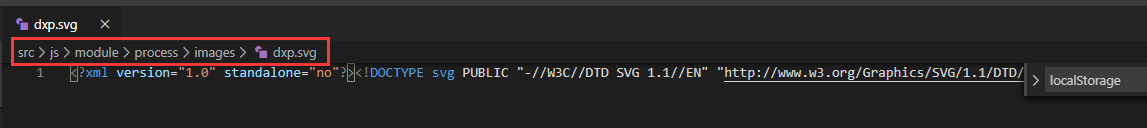 dxp.svg
src > js > module > process > images > dxp.svg
1 <?xml version="1.0" standalone="no"?><!DOCTYPE svg PUBLIC "-//W3C//DTD SVG 1.1//EN" "http://www.w3.org/Graphics/SVG/1.1/DTD/
localStorage